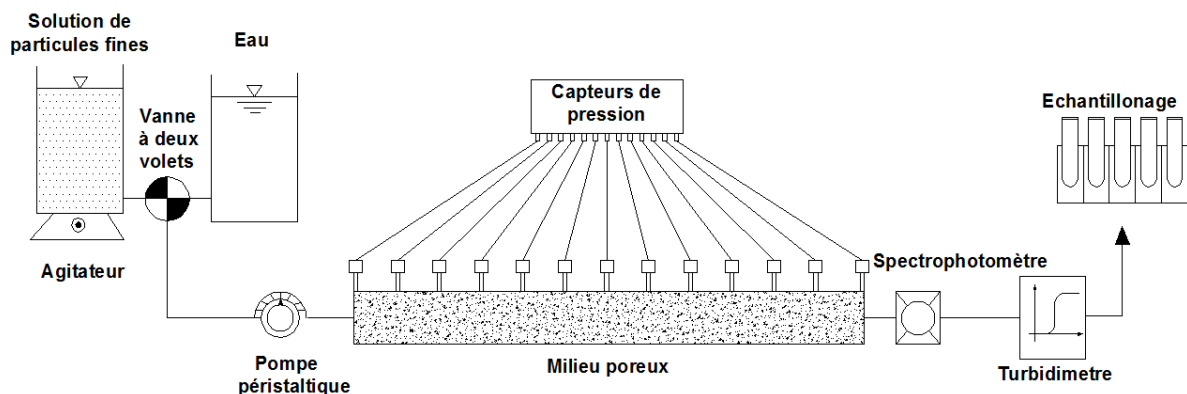 Solution de
particules fines
Eau
Vanne
à deux
volets
Agitateur
Pompe
péristaltique
Capteurs de
pression
Milieu poreux
Spectrophotomètre
Turbidimetre
Echantillonage